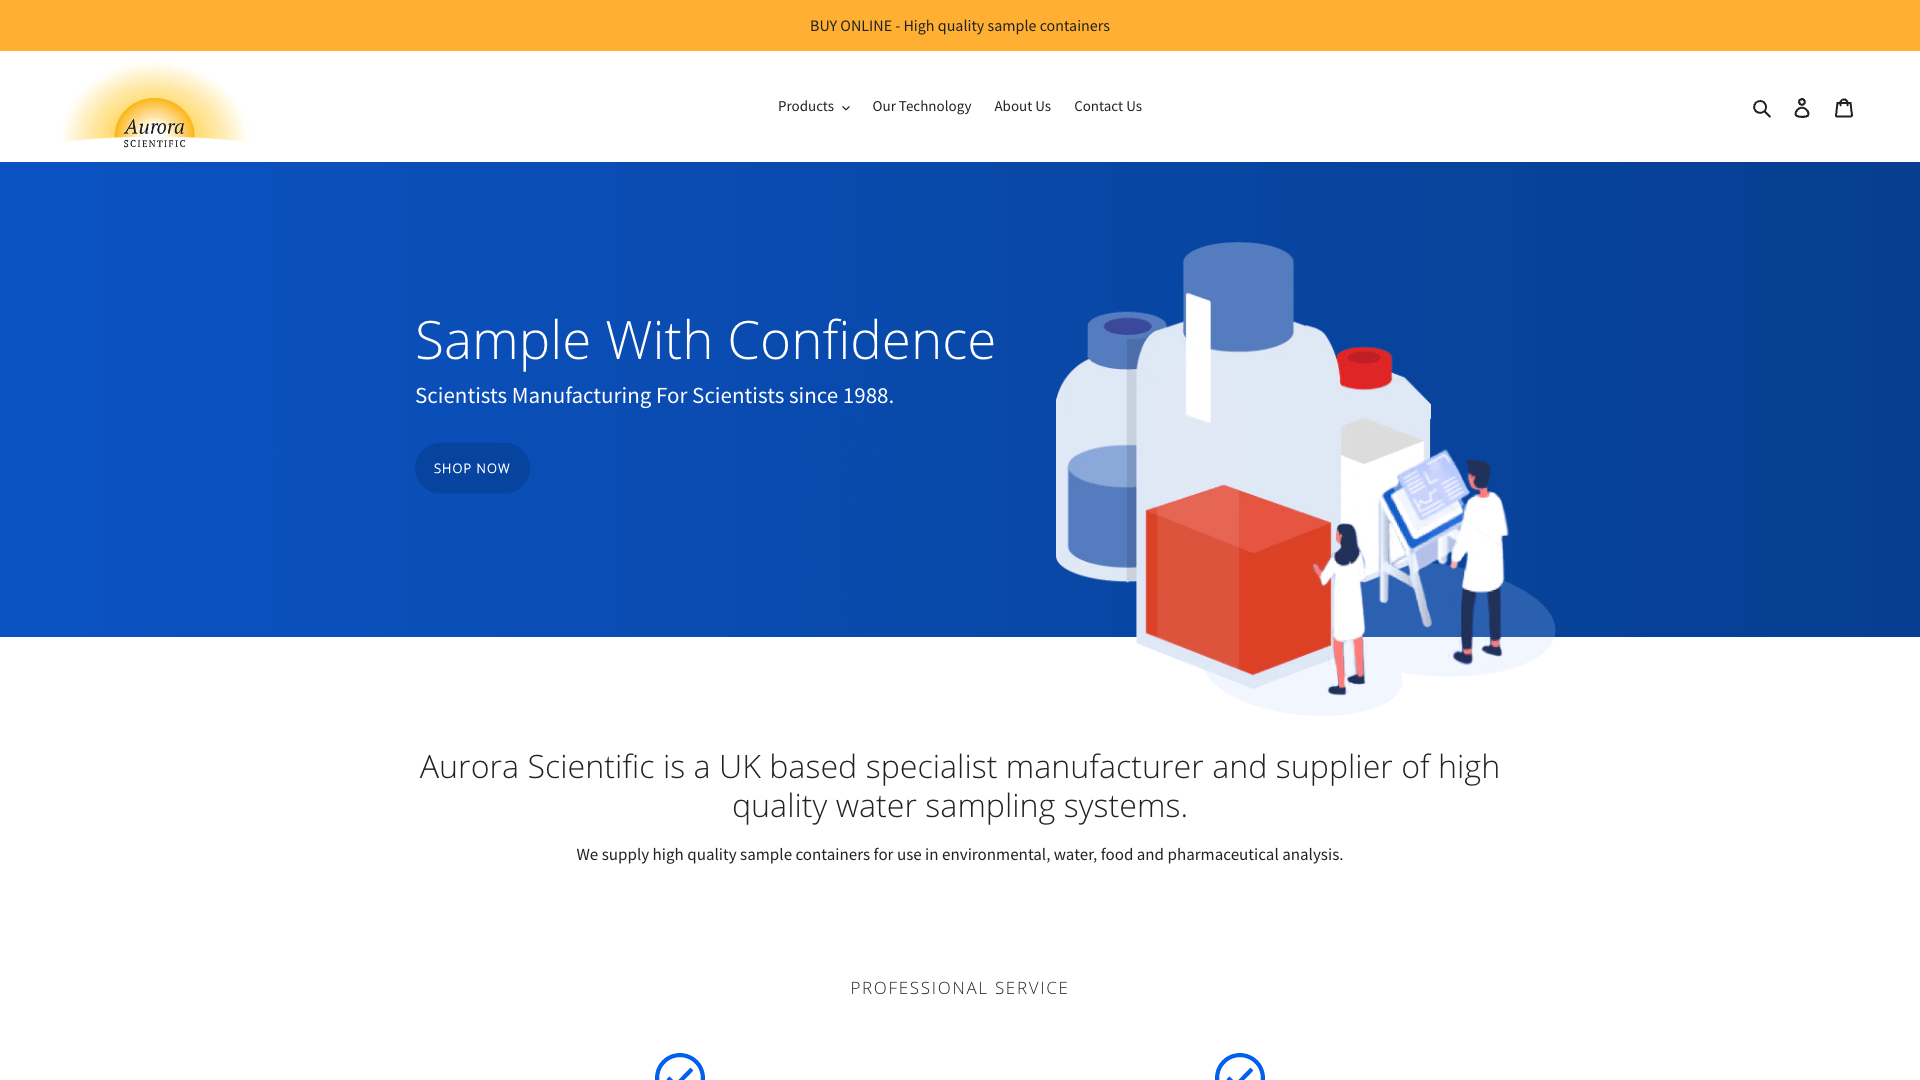 BUY ONLINE - High quality sample containers
Aurora
SCIENTIFIC
Products
Our Technology
About Us
Contact Us
Sample With Confidence
Scientists Manufacturing For Scientists since 1988.
SHOP NOW
Aurora Scientific is a UK based specialist manufacturer and supplier of high
quality water sampling systems.
We supply high quality sample containers for use in environmental, water, food and pharmaceutical analysis.
PROFESSIONAL SERVICE